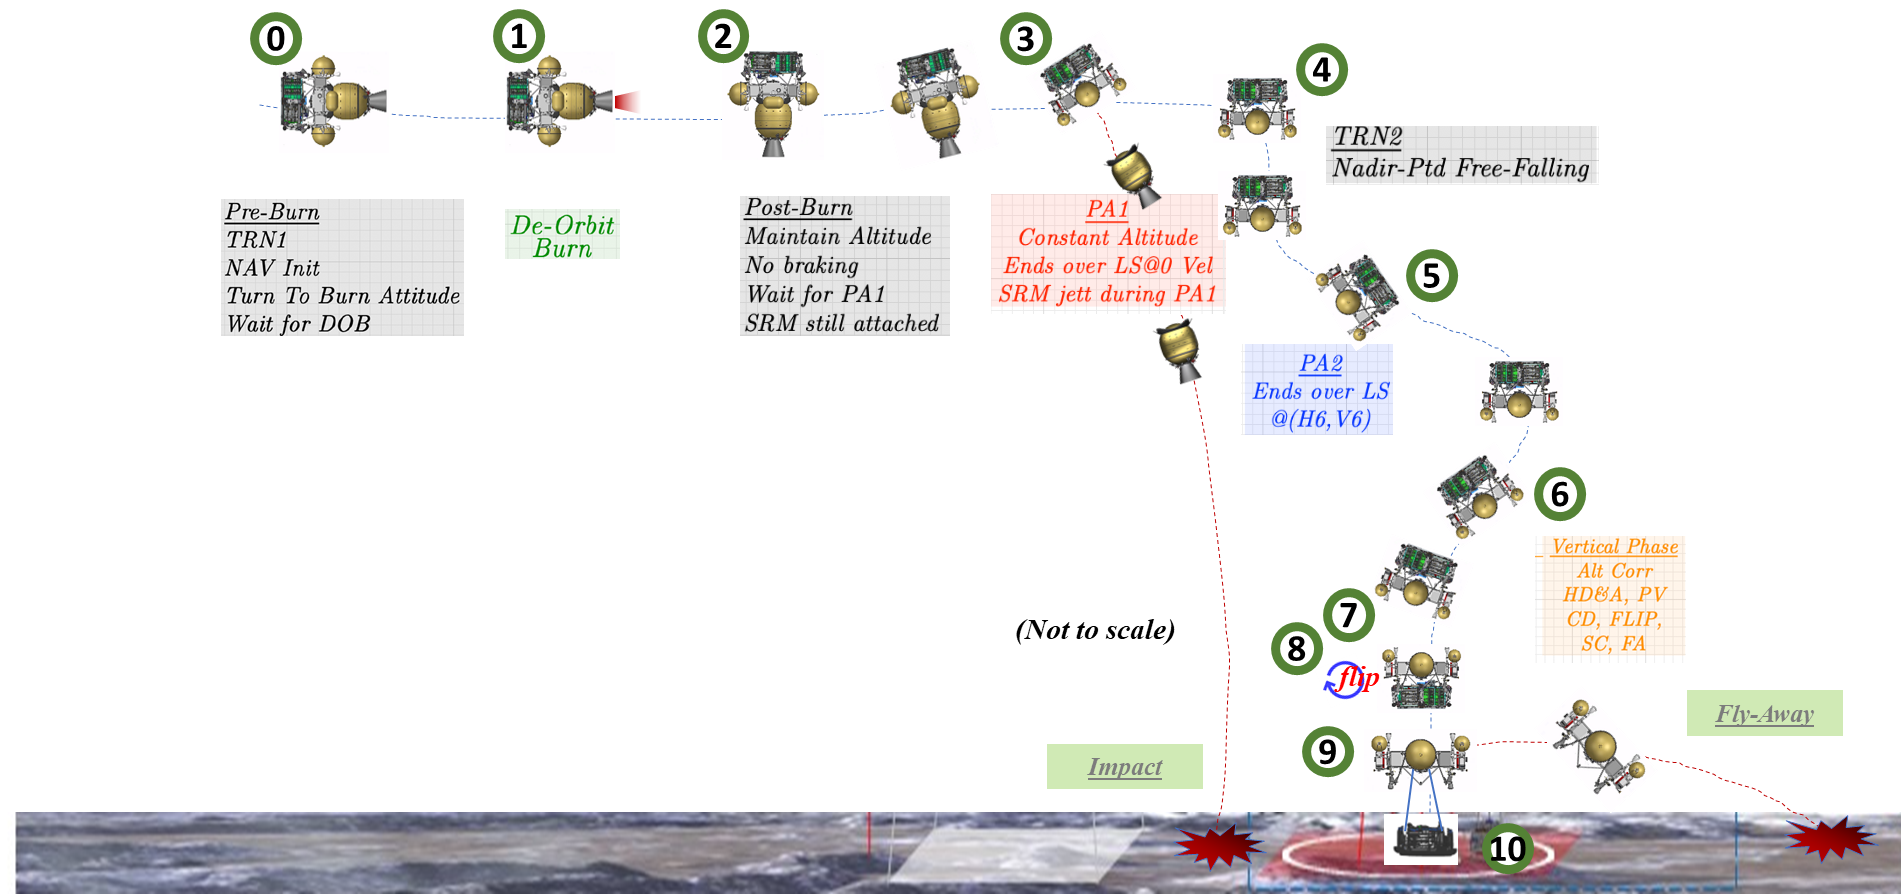 0
1
2
3
4
Pre-Burn
TRN1
NAV Init
Turn To Burn Attitude
Wait for DOB
De-Orbit
Burn
Post-Burn
Maintain Altitude
No braking
Wait for PA1
SRM still attached
PA1
Constant Altitude
Ends over LS@0 Vel
SRM jett during PA1
TRN2
Nadir-Ptd Free-Falling
5
PA2
Ends over LS
@(H6,V6)
6
Vertical Phase
Alt Corr
HD&A, PV
CD, FLIP,
SC, FA
(Not to scale)
7
8
flip
9
Fly-Away
Impact
10